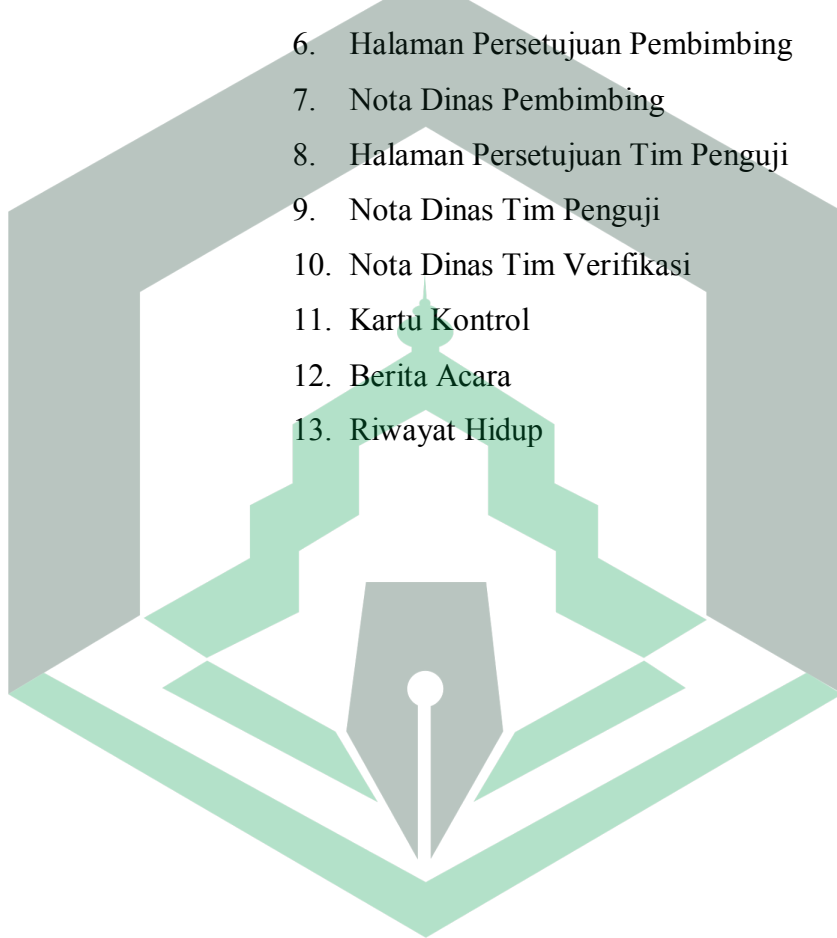 6. Halaman Persetujuan Pembimbing
7. Nota Dinas Pembimbing
8. Halaman Persetujuan Tim Penguji
9. Nota Dinas Tim Penguji
10. Nota Dinas Tim Verifikasi
11. Kartu Kontrol
12. Berita Acara
13. Riwayat Hidup